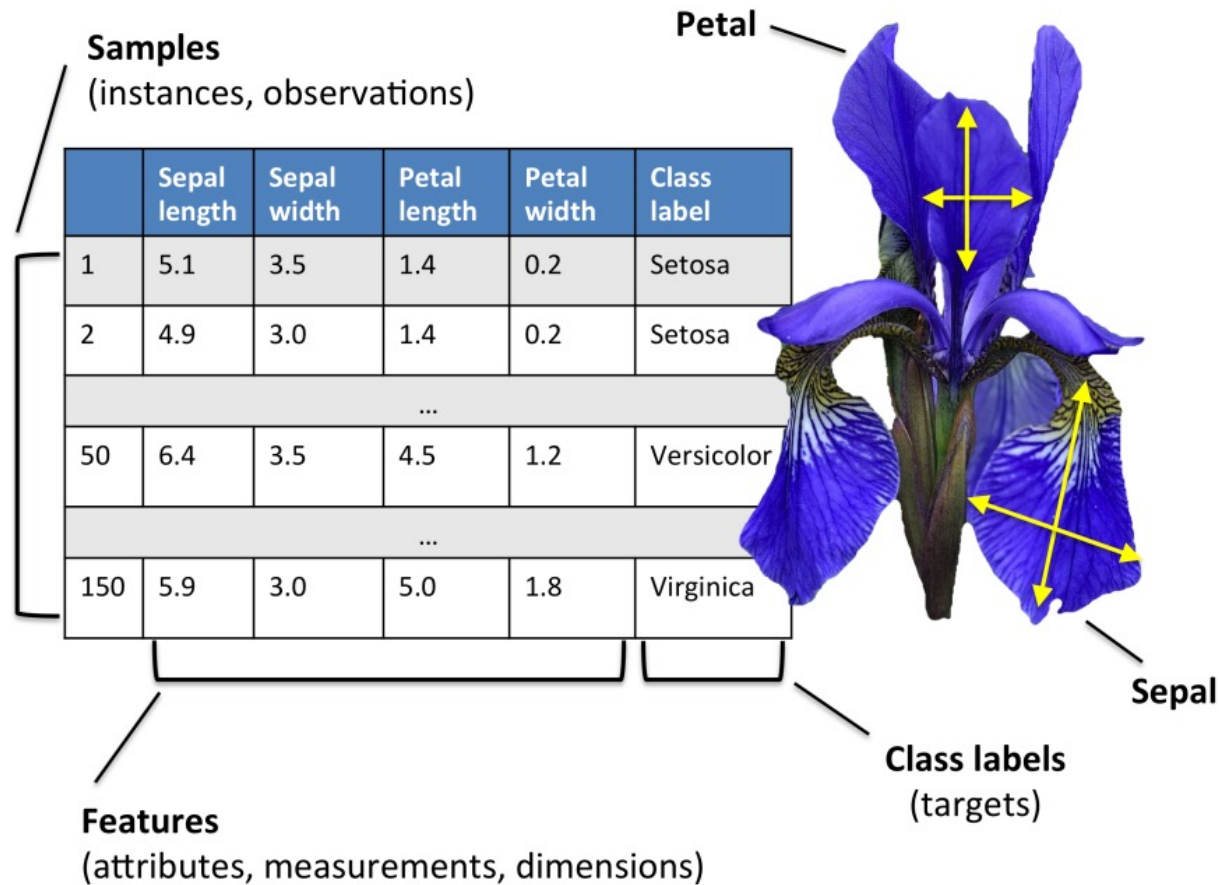 Samples
(instances, observations)
Petal
Sepal length Sepal width Petal length Petal width Class label
1 5.1 3.5 1.4 0.2 Setosa
2 4.9 3.0 1.4 0.2 Setosa
...
50 6.4 3.5 4.5 1.2 Versicolor
...
150 5.9 3.0 5.0 1.8 Virginica
Sepal
Class labels
(targets)
Features
(attributes, measurements, dimensions)